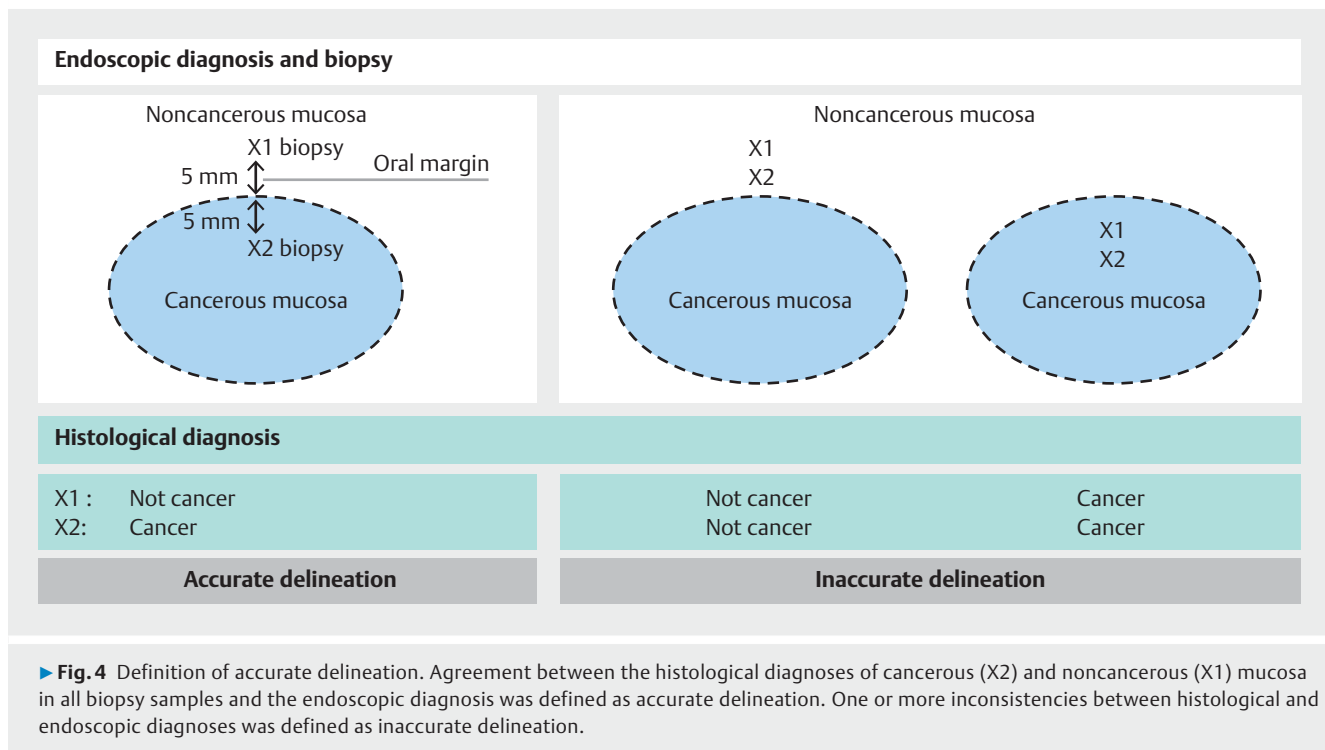 Endoscopic diagnosis and biopsy
Noncancerous mucosa
X1 biopsy
Oral margin
5 mm
5 mm
X2 biopsy
Cancerous mucosa
Noncancerous mucosa
X1
X2
Cancerous mucosa
X1
X2
Cancerous mucosa
Histological diagnosis
X1 : Not cancer
X2: Cancer
Not cancer Cancer
Not cancer Cancer
Accurate delineation
Inaccurate delineation
▶ Fig. 4 Definition of accurate delineation. Agreement between the histological diagnoses of cancerous (X2) and noncancerous (X1) mucosa
in all biopsy samples and the endoscopic diagnosis was defined as accurate delineation. One or more inconsistencies between histological and
endoscopic diagnoses was defined as inaccurate delineation.